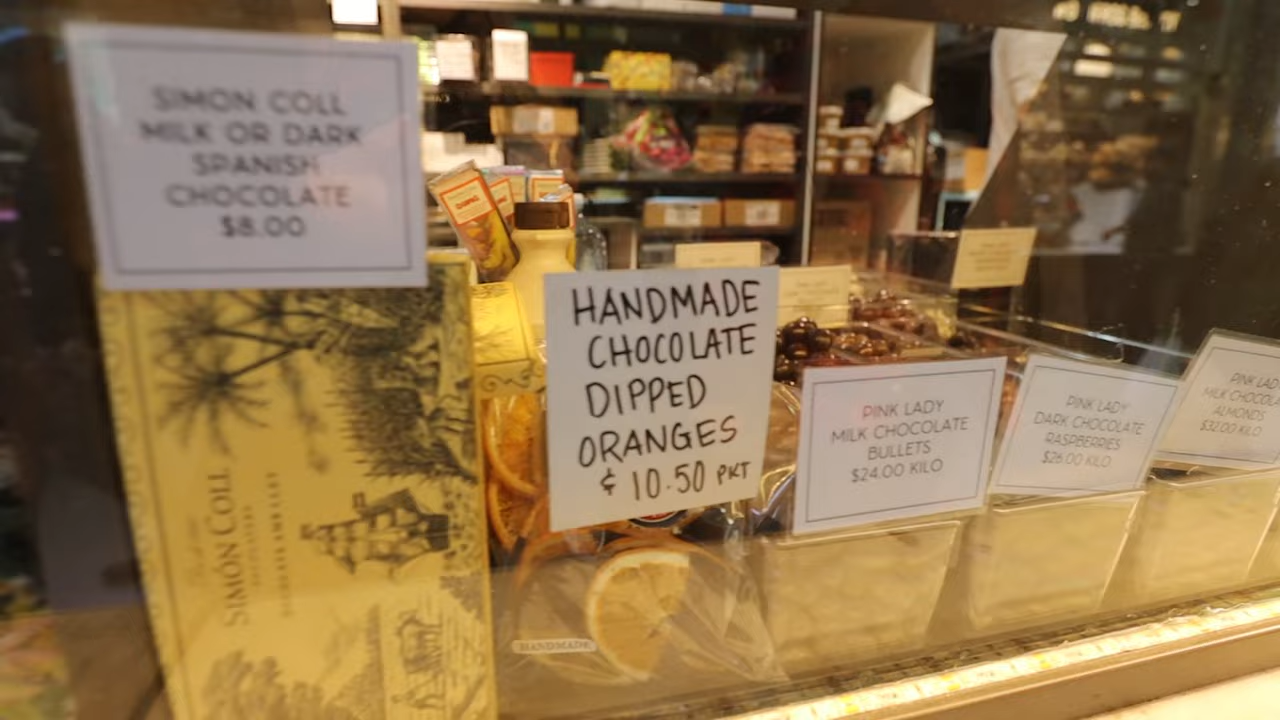 SIMON COLL
MILK OR DARK
SPANISH
CHOCOLATE
$8.00
SIMÓN COLL
HANDMADE
CHOCOLATE
DIPPED
ORANGES
$10.50 PKT
HANDMADE
PINK LADY
MILK CHOCOLATE
BULLETS
$24.00 KILO
PINK LADY
DARK CHOCOLATE
RASPBERRIES
$26.00 KILO
PINK LADY
MILK CHOCOLA
ALMONDS
$32.00 KILO